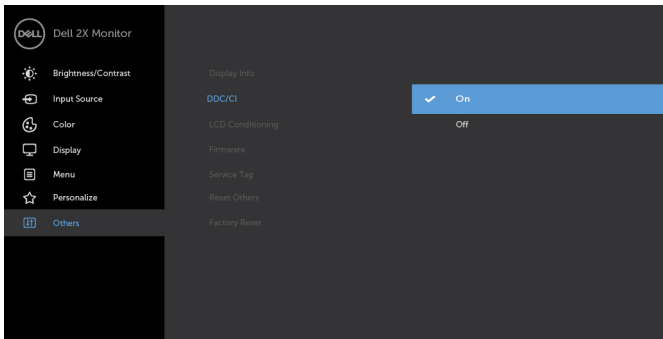 DELL Dell 2X Monitor
Brightness/Contrast
Display Info
Input Source
DDC/CI
On
Color
LCD Conditioning
Off
Display
Firmware
Menu
Service Tag
Personalize
Reset Others
Others
Factory Reset